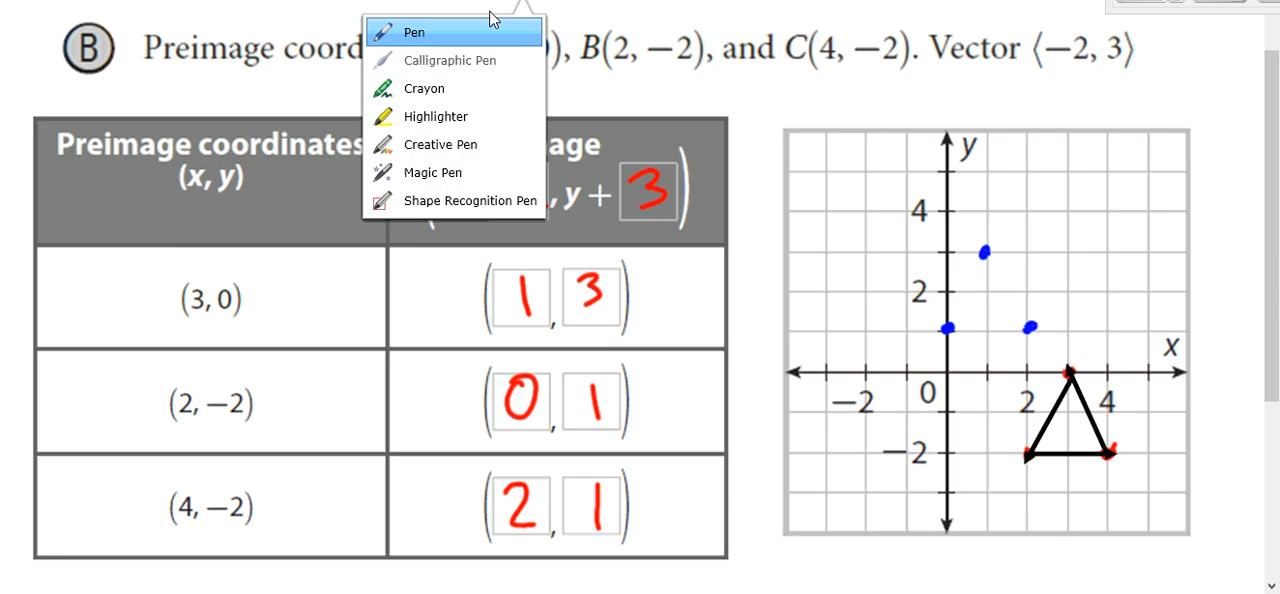 B Preimage coord 0), B(2, −2), and C(4, −2). Vector ⟨−2, 3⟩
Pen
Calligraphic Pen
Crayon
Highlighter
Creative Pen
Magic Pen
Shape Recognition Pen
Preimage coordinates
(x, y)
age
, y + 3)
(3, 0)
(1, 3)
(2, −2)
(0, 1)
(4, −2)
(2, 1)
y
4
2
x
−2 0 2 4
−2